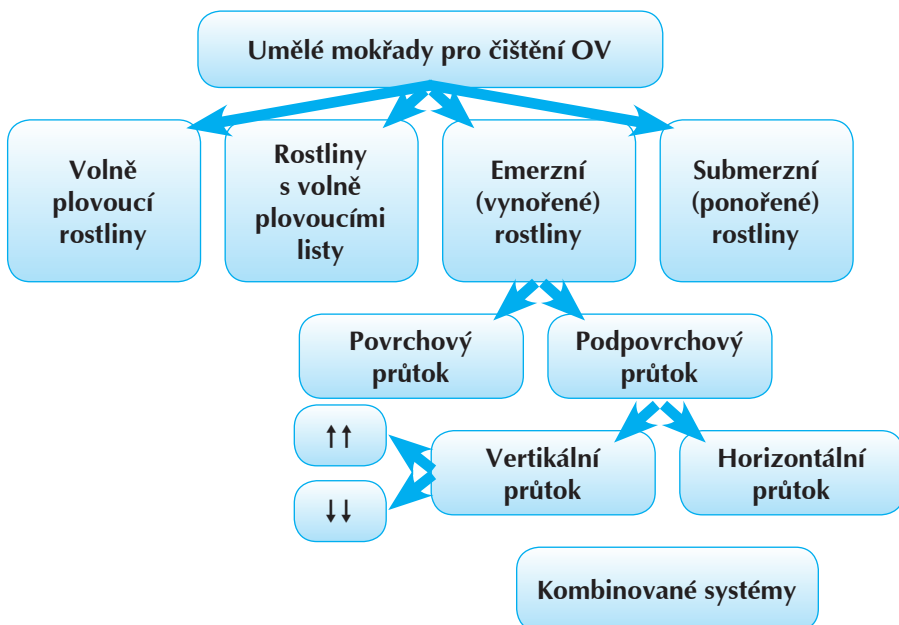 Umělé mokřady pro čištění OV
Volně
plovoucí
rostliny
Rostliny
s volně
plovoucími
listy
Emerzní
(vynořené)
rostliny
Submerzní
(ponořené)
rostliny
Povrchový
průtok
Podpovrchový
průtok
↑↑
↓↓
Vertikální
průtok
Horizontální
průtok
Kombinované systémy